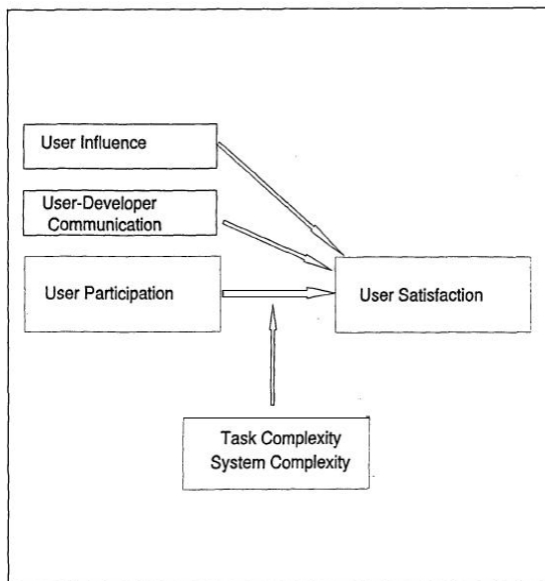 User Influence
User-Developer
Communication
User Participation
User Satisfaction
Task Complexity
System Complexity